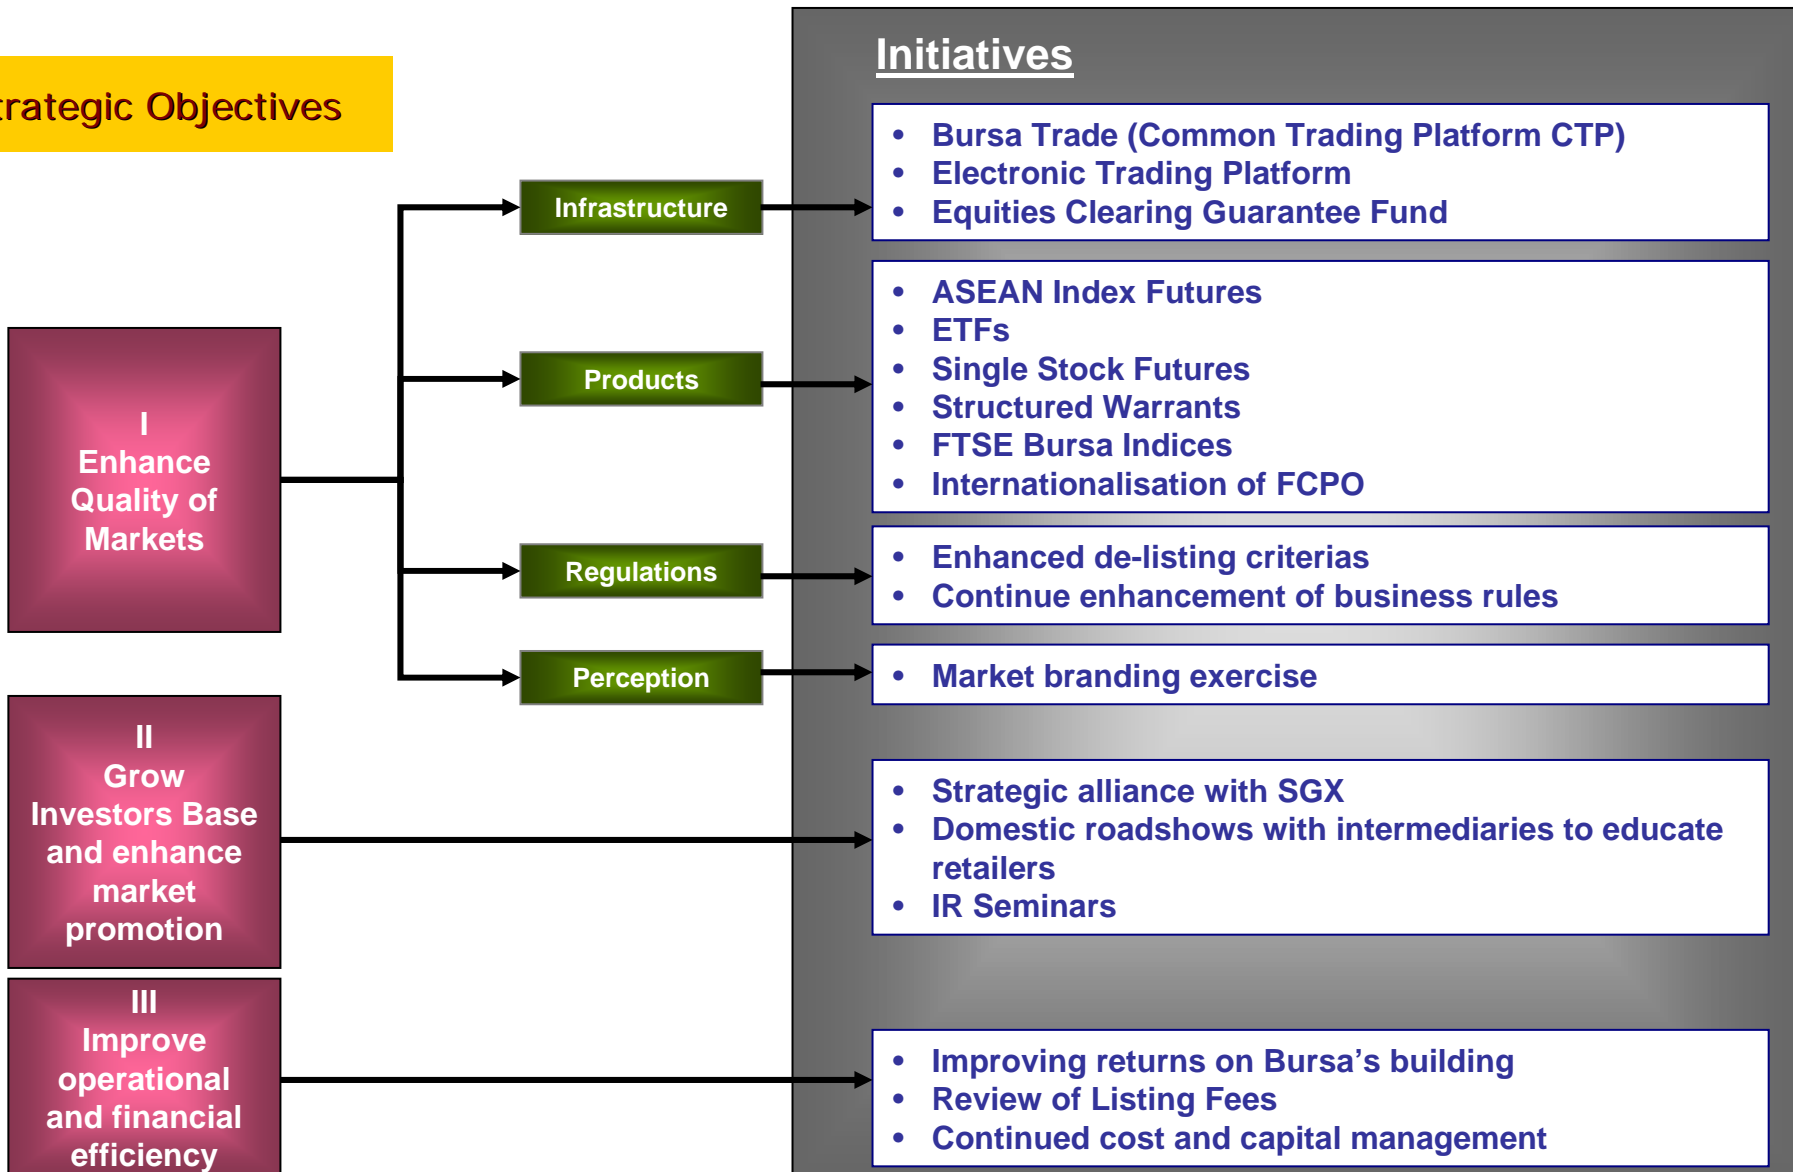 trategic Objectives
Initiatives
• Bursa Trade (Common Trading Platform CTP)
• Electronic Trading Platform
• Equities Clearing Guarantee Fund
Infrastructure
• ASEAN Index Futures
• ETFs
• Single Stock Futures
• Structured Warrants
• FTSE Bursa Indices
• Internationalisation of FCPO
Products
I
Enhance
Quality of
Markets
Regulations
• Enhanced de-listing criterias
• Continue enhancement of business rules
Perception
• Market branding exercise
II
Grow
Investors Base
and enhance
market
promotion
• Strategic alliance with SGX
• Domestic roadshows with intermediaries to educate
retailers
• IR Seminars
III
Improve
operational
and financial
efficiency
• Improving returns on Bursa’s building
• Review of Listing Fees
• Continued cost and capital management